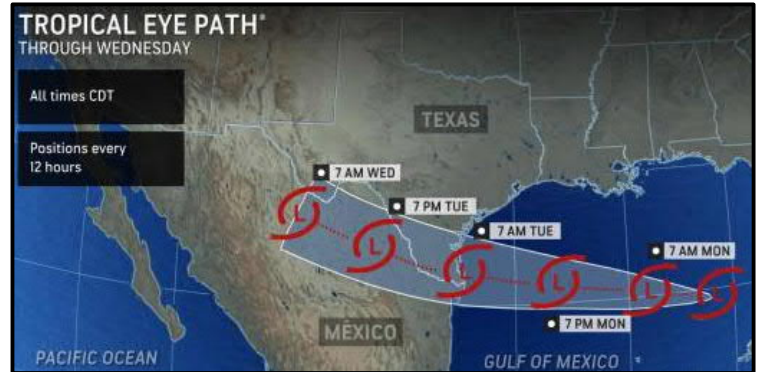 TROPICAL EYE PATH®
THROUGH WEDNESDAY
All times CDT
Positions every
12 hours
TEXAS
7 AM WED
7 PM TUE
7 AM TUE
7 AM MON
L
L
L
L
L
L
7 PM MON
MÉXICO
PACIFIC OCEAN
GULF OF MEXICO